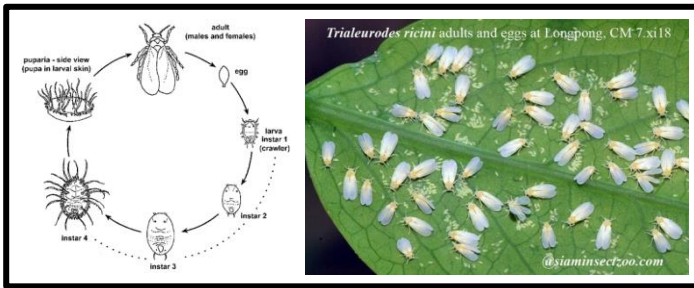 adult
(males and females)
egg
larva
instar 1
(crawler)
instar 2
instar 3
instar 4
puparia - side view
(pupa in larval skin)
Trialeurodes ricini adults and eggs at Longpong, CM 7.xi18
@siaminsectzoo.com